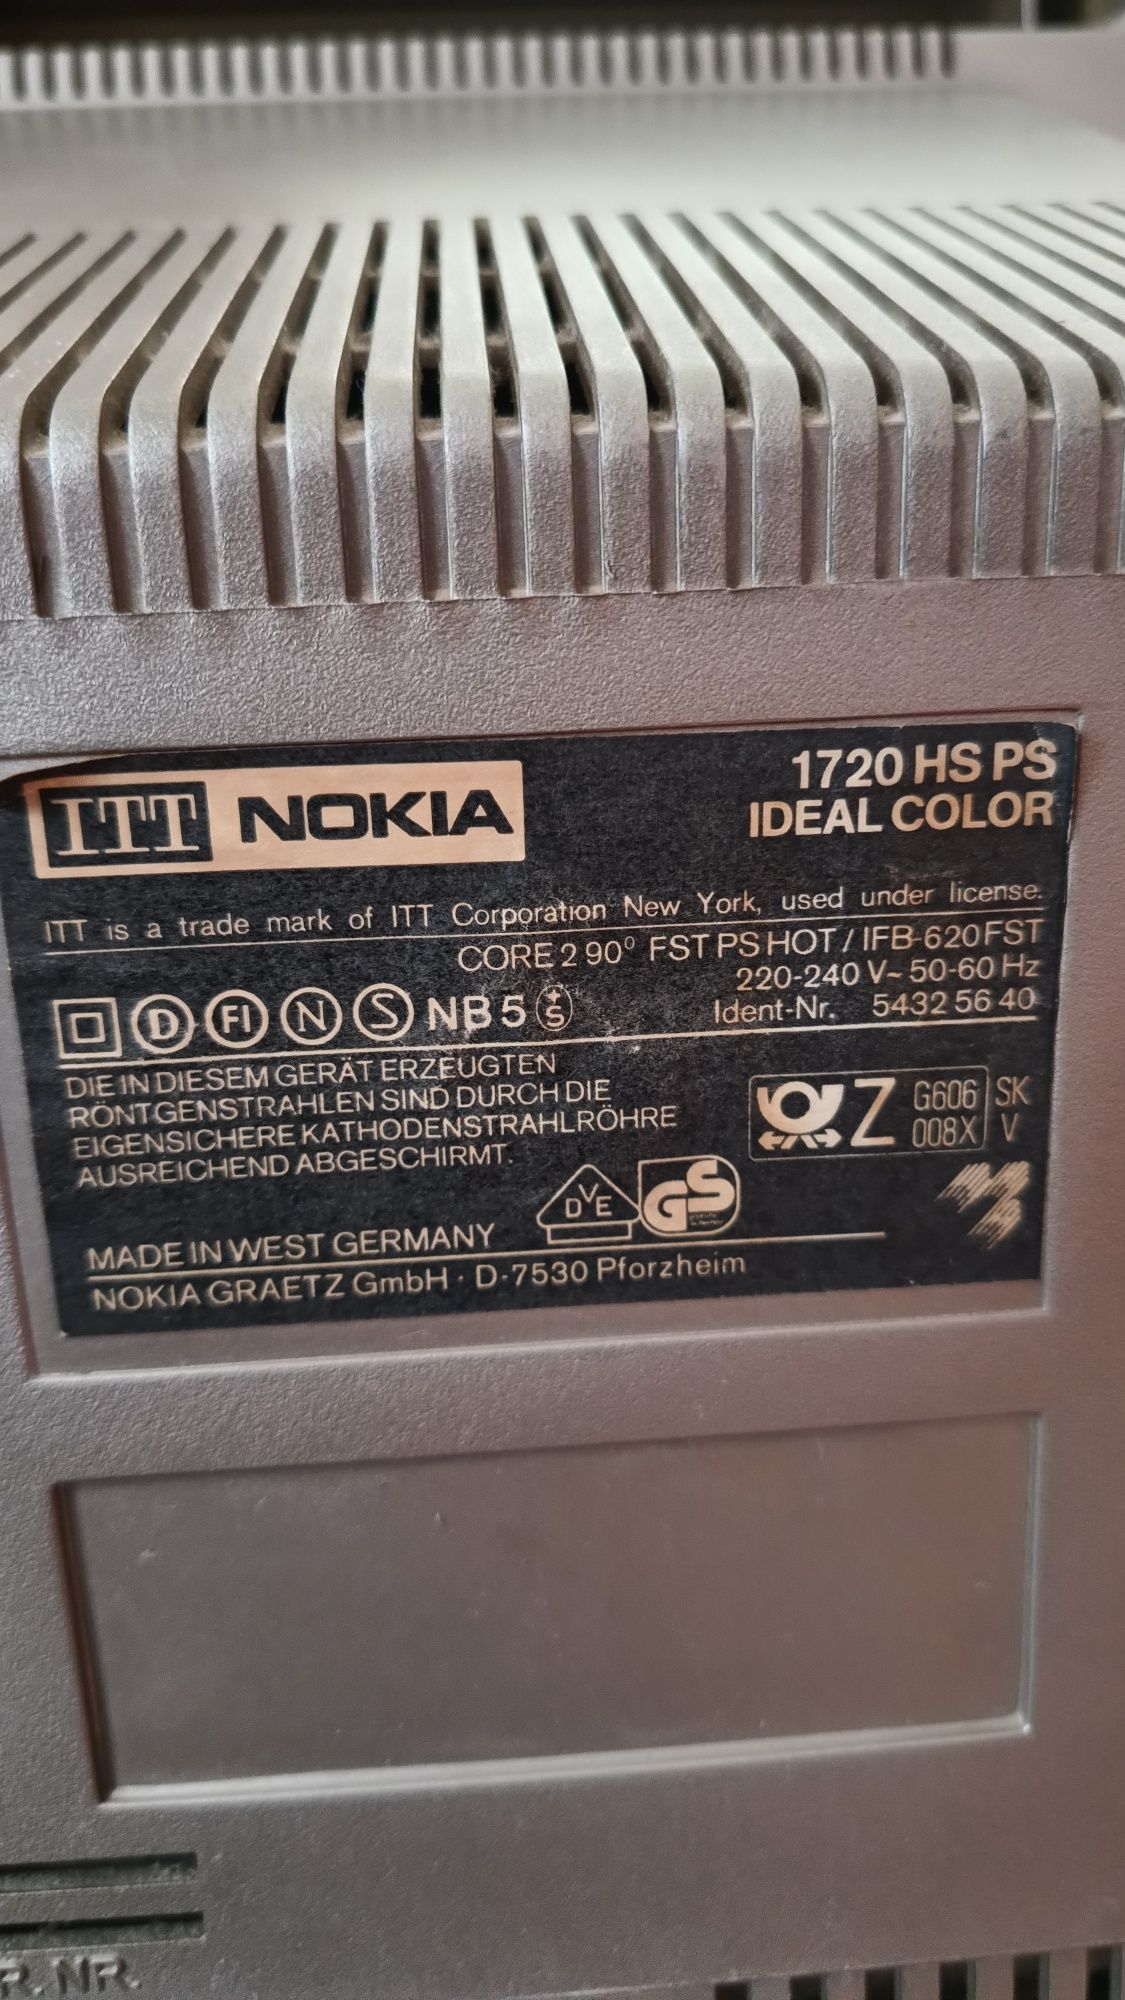 ITT NOKIA
1720 HS PS
IDEAL COLOR
ITT is a trade mark of ITT Corporation New York, used under license.
CORE 2 90° FST PS HOT / IFB-620 FST
220-240 V~ 50-60 Hz
Ident-Nr. 5432 56 40
D FI N S NB 5 +S
DIE IN DIESEM GERÄT ERZEUGTEN
RÖNTGENSTRAHLEN SIND DURCH DIE
EIGENSICHERE KATHODENSTRAHLRÖHRE
AUSREICHEND ABGESCHIRMT.
Z G606 SK
008X V
DVE GS
MADE IN WEST GERMANY
NOKIA GRAETZ GmbH · D-7530 Pforzheim
R. NR.